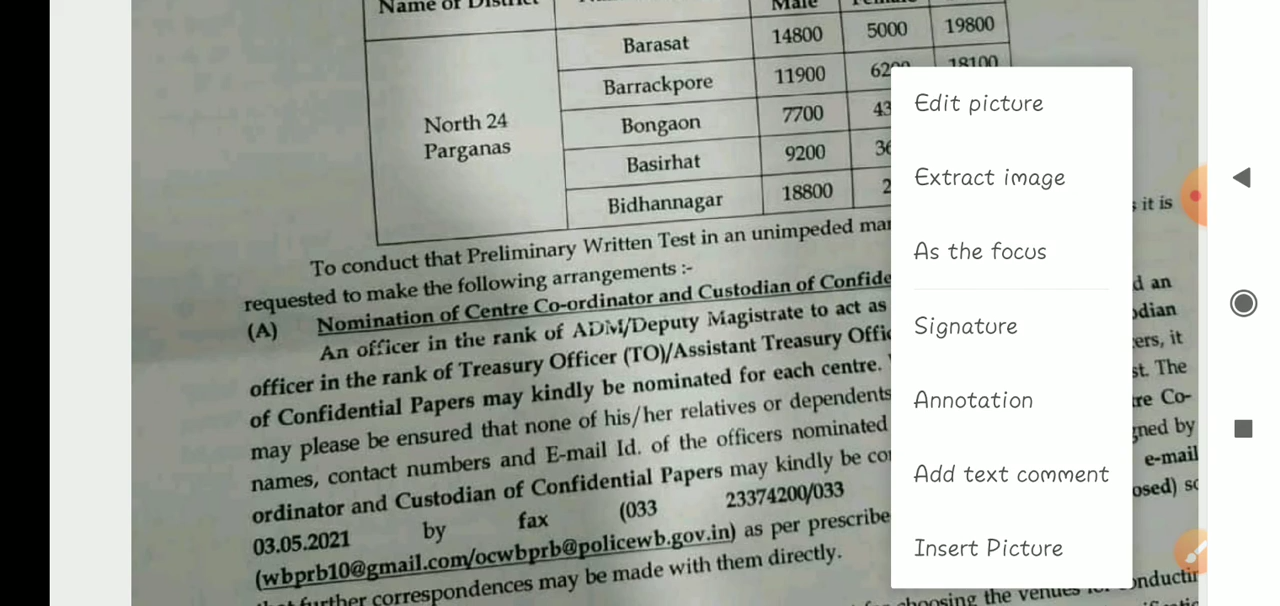 Name of District
Male
Barasat 14800 5000 19800
Barrackpore 11900 18100
North 24
Parganas
Bongaon 7700
Basirhat 9200
Bidhannagar 18800
To conduct that Preliminary Written Test in an unimpeded it is
requested to make the following arrangements :-
(A) Nomination of Centre Co-ordinator and Custodian of
An officer in the rank of ADM/Deputy Magistrate to act as d an
officer in the rank of Treasury Officer (TO)/Assistant Treasury
of Confidential Papers may kindly be nominated for each centre. it
may please be ensured that none of his/her relatives or dependents st. The
names, contact numbers and E-mail Id. of the officers nominated Co-
ordinator and Custodian of Confidential Papers may kindly be by
03.05.2021 by fax (033 23374200/033 e-mail
(wbprb10@gmail.com/ocwbprb@policewb.gov.in) as per
further correspondences may be made with them directly.
choosing the venues
Edit picture
Extract image
As the focus
Signature
Annotation
Add text comment
Insert Picture